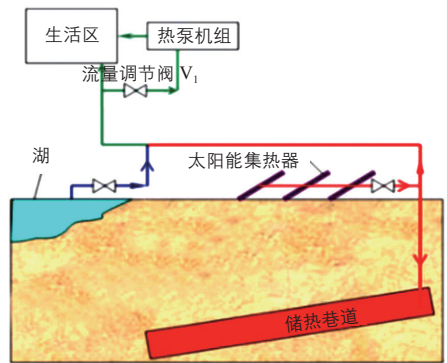 生活区
热泵机组
流量调节阀 V₁
湖
太阳能集热器
储热巷道